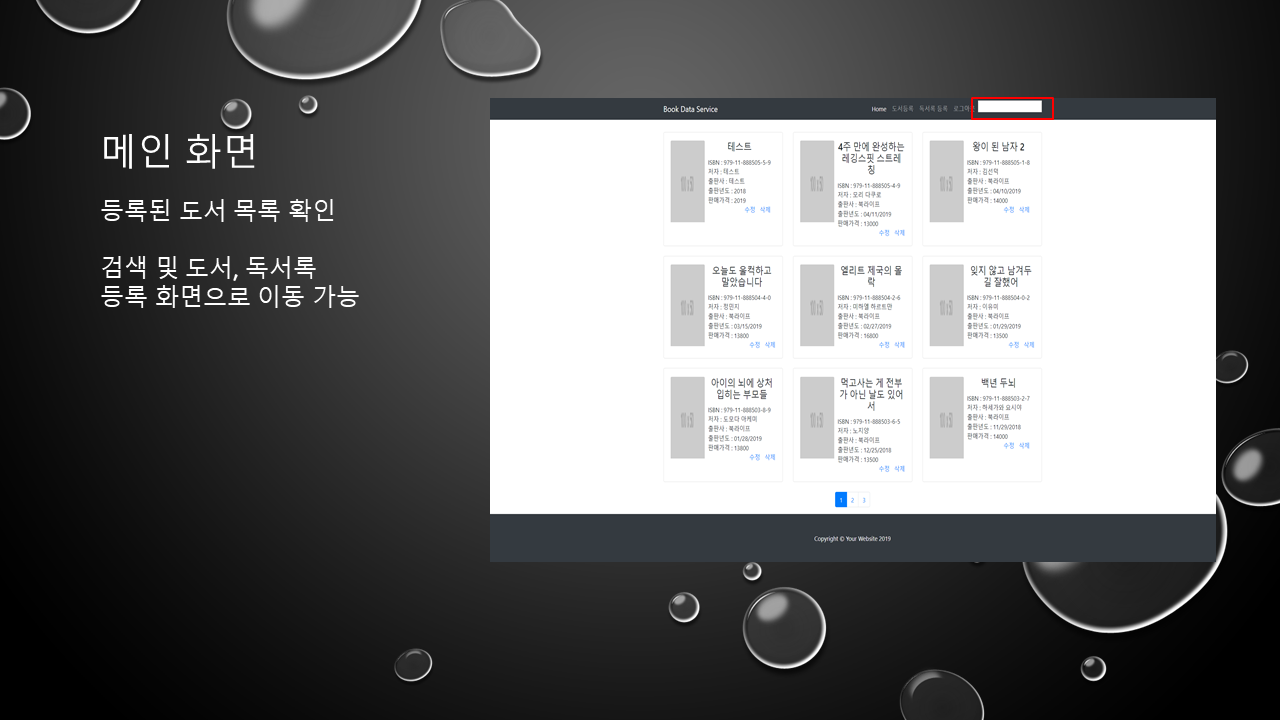 메인 화면
등록된 도서 목록 확인
검색 및 도서, 독서록
등록 화면으로 이동 가능
Book Data Service
Home 도서등록 독서록 등록
테스트
ISBN : 979-11-888505-5-9
저자 : 테스트
출판사 : 테스트
출판년도 : 2018
판매가격 : 2019
수정 삭제
4주 만에 완성하는
레깅스핏 스트레
칭
ISBN : 979-11-888505-4-9
저자 : 모리 다쿠로
출판사 : 북라이프
출판년도 : 04/11/2019
판매가격 : 13000
수정 삭제
왕이 된 남자 2
ISBN : 979-11-888505-1-8
저자 : 김선덕
출판사 : 북라이프
출판년도 : 04/10/2019
판매가격 : 14000
수정 삭제
오늘도 울컥하고
말았습니다
ISBN : 979-11-888504-4-0
저자 : 정민지
출판사 : 북라이프
출판년도 : 03/15/2019
판매가격 : 13800
수정 삭제
엘리트 제국의 몰
락
ISBN : 979-11-888504-2-6
저자 : 미하엘 하르트만
출판사 : 북라이프
출판년도 : 02/27/2019
판매가격 : 16800
수정 삭제
잊지 않고 남겨두
길 잘했어
ISBN : 979-11-888504-0-2
저자 : 이유미
출판사 : 북라이프
출판년도 : 01/29/2019
판매가격 : 13500
수정 삭제
아이의 뇌에 상처
입히는 부모들
ISBN : 979-11-888503-8-9
저자 : 도모다 아케미
출판사 : 북라이프
출판년도 : 01/28/2019
판매가격 : 13800
수정 삭제
먹고사는 게 전부
가 아닌 날도 있어
서
ISBN : 979-11-888503-6-5
저자 : 노지양
출판사 : 북라이프
출판년도 : 12/25/2018
판매가격 : 13500
수정 삭제
백년 두뇌
ISBN : 979-11-888503-2-7
저자 : 하세가와 요시야
출판사 : 북라이프
출판년도 : 11/29/2018
판매가격 : 14000
수정 삭제
1 2 3
Copyright © Your Website 2019